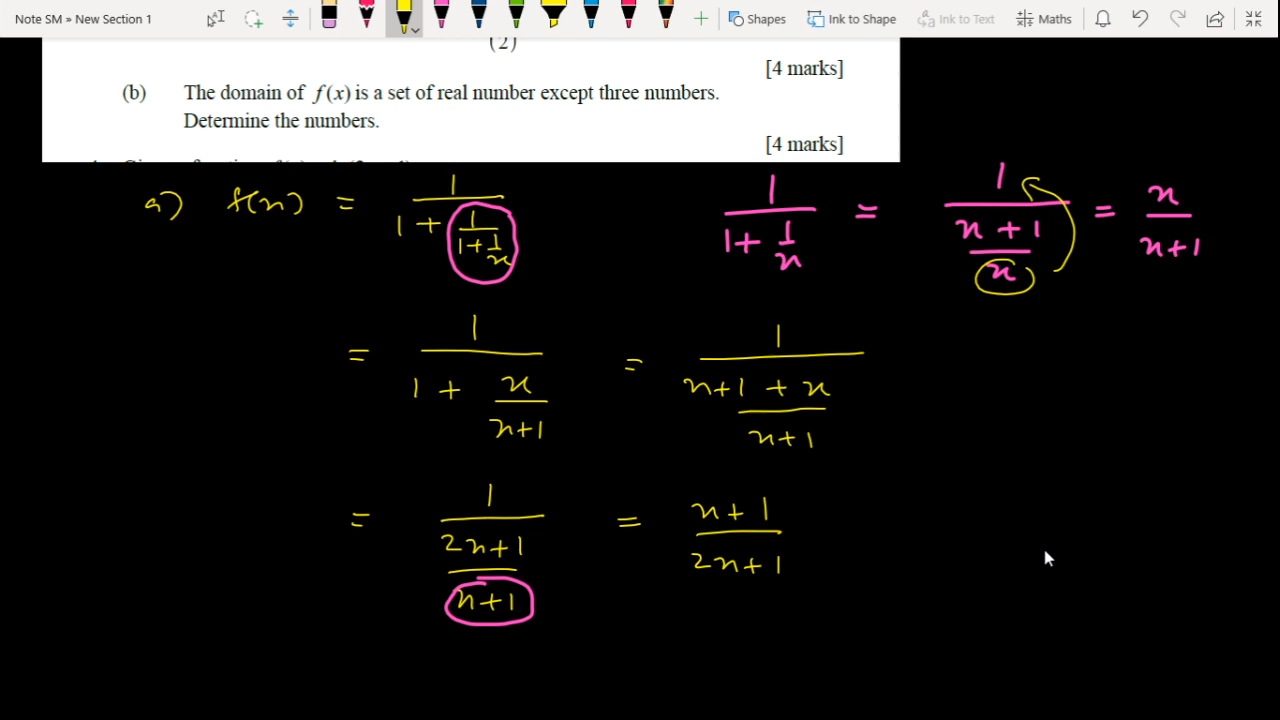 Note SM » New Section 1
Shapes
Ink to Shape
Ink to Text
Maths
(2)
[4 marks]
(b) The domain of f(x) is a set of real number except three numbers.
Determine the numbers.
[4 marks]
a) f(x) = 1/(1 + 1/(1 + 1/x))
1/(1 + 1/x) = 1/((x + 1)/x) = x/(x+1)
= 1/(1 + x/(x+1)) = 1/((x+1 + x)/(x+1))
= 1/((2x+1)/(x+1)) = (x+1)/(2x+1)